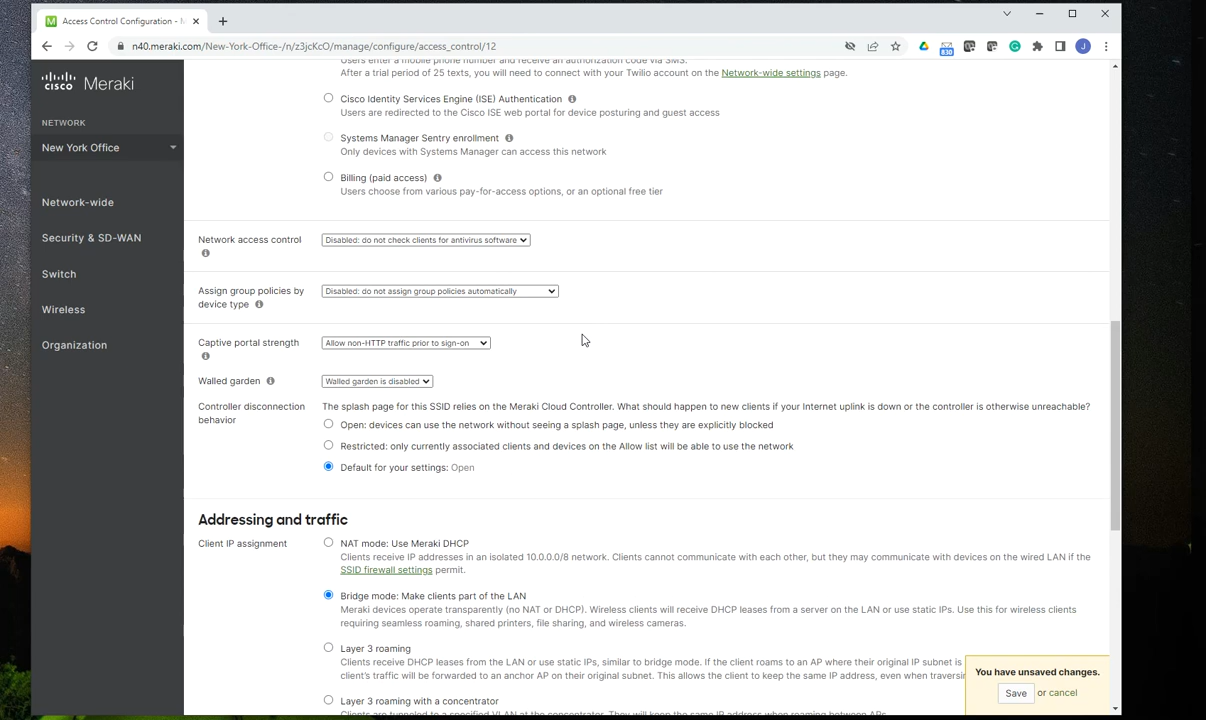 Access Control Configuration -
n40.meraki.com/New-York-Office-/n/z3jcKcO/manage/configure/access_control/12
830
J
CISCO Meraki
NETWORK
New York Office
Network-wide
Security & SD-WAN
Switch
Wireless
Organization
Users enter a mobile phone number and receive an authorization code via SMS.
After a trial period of 25 texts, you will need to connect with your Twilio account on the Network-wide settings page.
Cisco Identity Services Engine (ISE) Authentication
Users are redirected to the Cisco ISE web portal for device posturing and guest access
Systems Manager Sentry enrollment
Only devices with Systems Manager can access this network
Billing (paid access)
Users choose from various pay-for-access options, or an optional free tier
Network access control
Disabled: do not check clients for antivirus software
Assign group policies by
device type
Disabled: do not assign group policies automatically
Captive portal strength
Allow non-HTTP traffic prior to sign-on
Walled garden
Walled garden is disabled
Controller disconnection
behavior
The splash page for this SSID relies on the Meraki Cloud Controller. What should happen to new clients if your Internet uplink is down or the controller is otherwise unreachable?
Open: devices can use the network without seeing a splash page, unless they are explicitly blocked
Restricted: only currently associated clients and devices on the Allow list will be able to use the network
Default for your settings: Open
Addressing and traffic
Client IP assignment
NAT mode: Use Meraki DHCP
Clients receive IP addresses in an isolated 10.0.0.0/8 network. Clients cannot communicate with each other, but they may communicate with devices on the wired LAN if the
SSID firewall settings permit.
Bridge mode: Make clients part of the LAN
Meraki devices operate transparently (no NAT or DHCP). Wireless clients will receive DHCP leases from a server on the LAN or use static IPs. Use this for wireless clients
requiring seamless roaming, shared printers, file sharing, and wireless cameras.
Layer 3 roaming
Clients receive DHCP leases from the LAN or use static IPs, similar to bridge mode. If the client roams to an AP where their original IP subnet is
client's traffic will be forwarded to an anchor AP on their original subnet. This allows the client to keep the same IP address, even when traversin
Layer 3 roaming with a concentrator
Clients are tunneled to a specified VLAN at the concentrator. They will keep the same IP address when roaming between APs.
You have unsaved changes.
Save or cancel